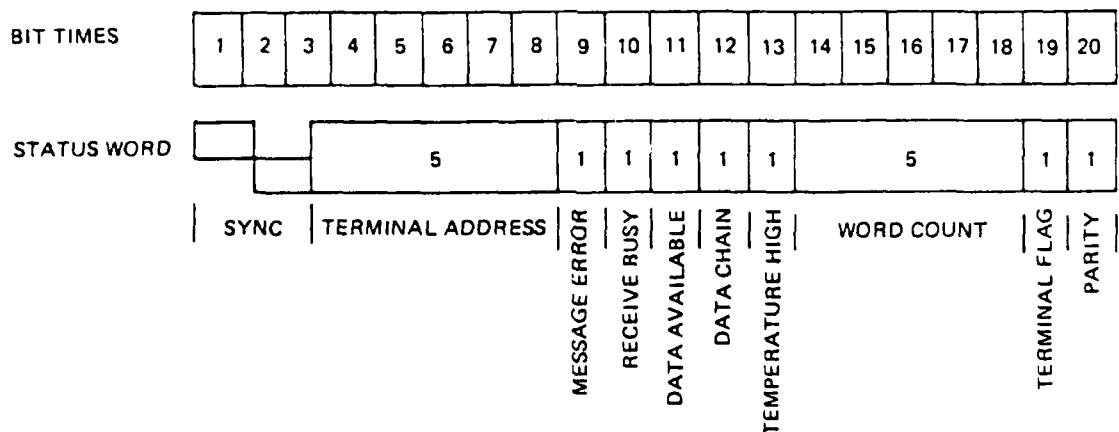 BIT TIMES 1 2 3 4 5 6 7 8 9 10 11 12 13 14 15 16 17 18 19 20
STATUS WORD 5 1 1 1 1 1 5 1 1
SYNC TERMINAL ADDRESS MESSAGE ERROR RECEIVE BUSY DATA AVAILABLE DATA CHAIN TEMPERATURE HIGH WORD COUNT TERMINAL FLAG PARITY